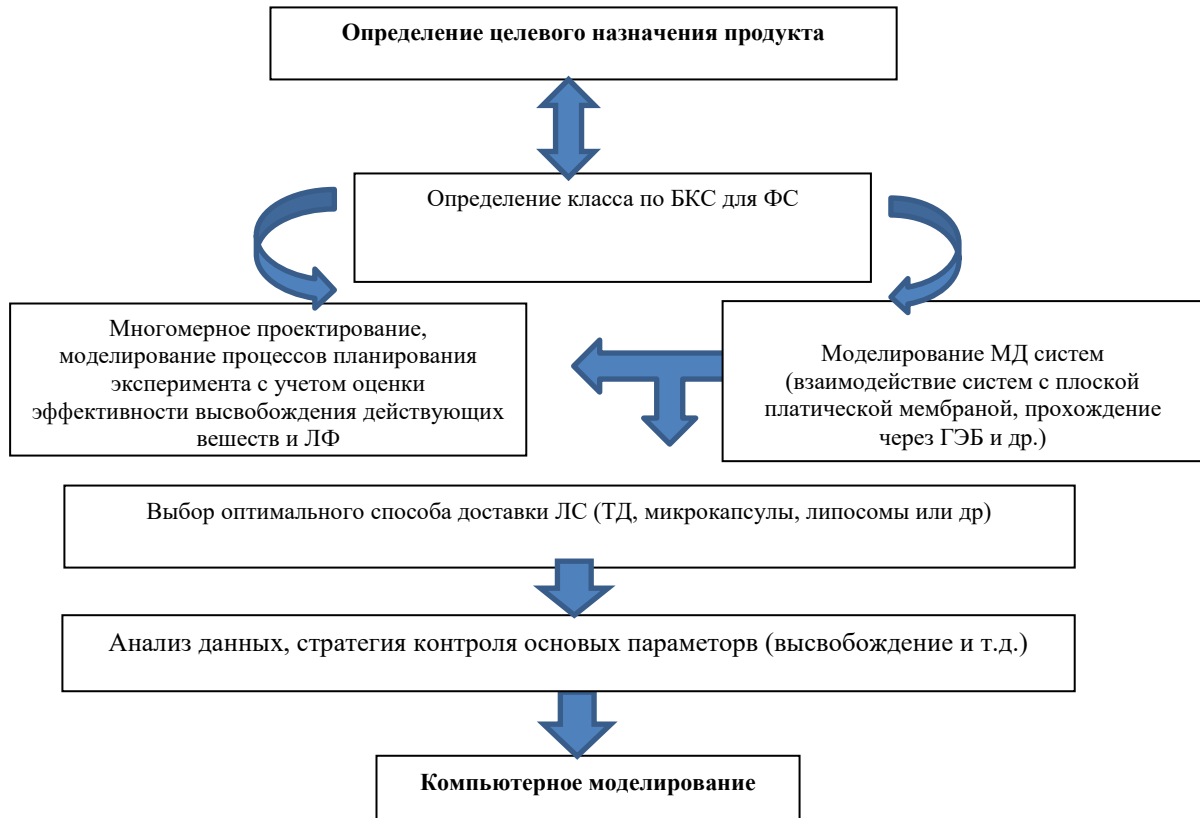 Определение целевого назначения продукта
Определение класса по БКС для ФС
Многомерное проектирование,
моделирование процессов планирования
эксперимента с учетом оценки
эффективности высвобождения действующих
вешеств и ЛФ
Моделирование МД систем
(взаимодействие систем с плоской
платической мембраной, прохождение
через ГЭБ и др.)
Выбор оптимального способа доставки ЛС (ТД, микрокапсулы, липосомы или др)
Анализ данных, стратегия контроля основых параметорв (высвобождение и т.д.)
Компьютерное моделирование